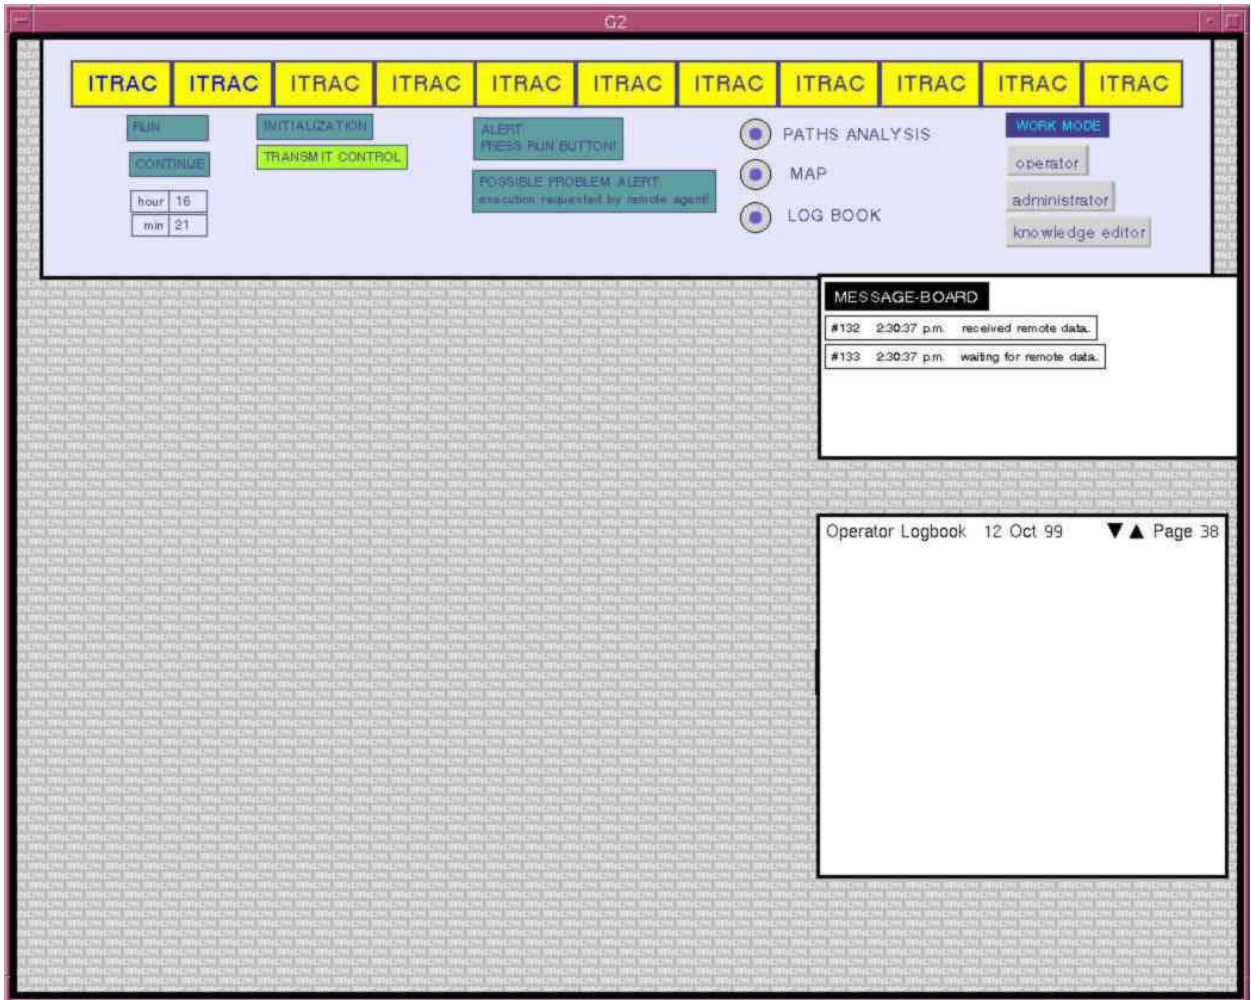 G2
ITRAC ITRAC ITRAC ITRAC ITRAC ITRAC ITRAC ITRAC ITRAC ITRAC ITRAC
RUN
CONTINUE
hour 16
min 21
INITIALIZATION
TRANSMIT CONTROL
ALERT:
PRESS RUN BUTTON!
POSSIBLE PROBLEM ALERT:
execution requested by remote agent!
PATHS ANALYSIS
MAP
LOG BOOK
WORK MODE
operator
administrator
knowledge editor
MESSAGE-BOARD
#132 2:30:37 p.m. received remote data..
#133 2:30:37 p.m. waiting for remote data..
Operator Logbook 12 Oct 99 ▼ ▲ Page 38